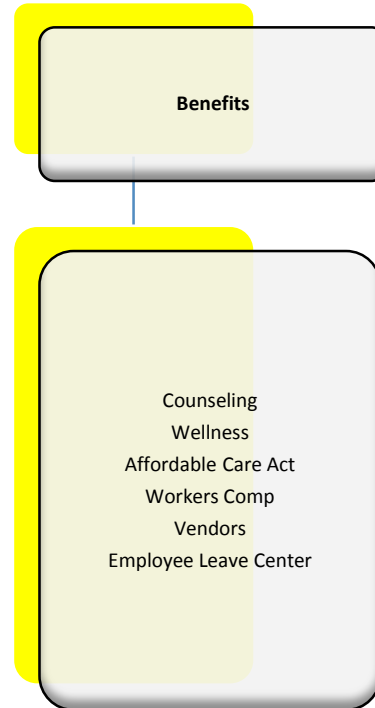 Benefits
Counseling
Wellness
Affordable Care Act
Workers Comp
Vendors
Employee Leave Center